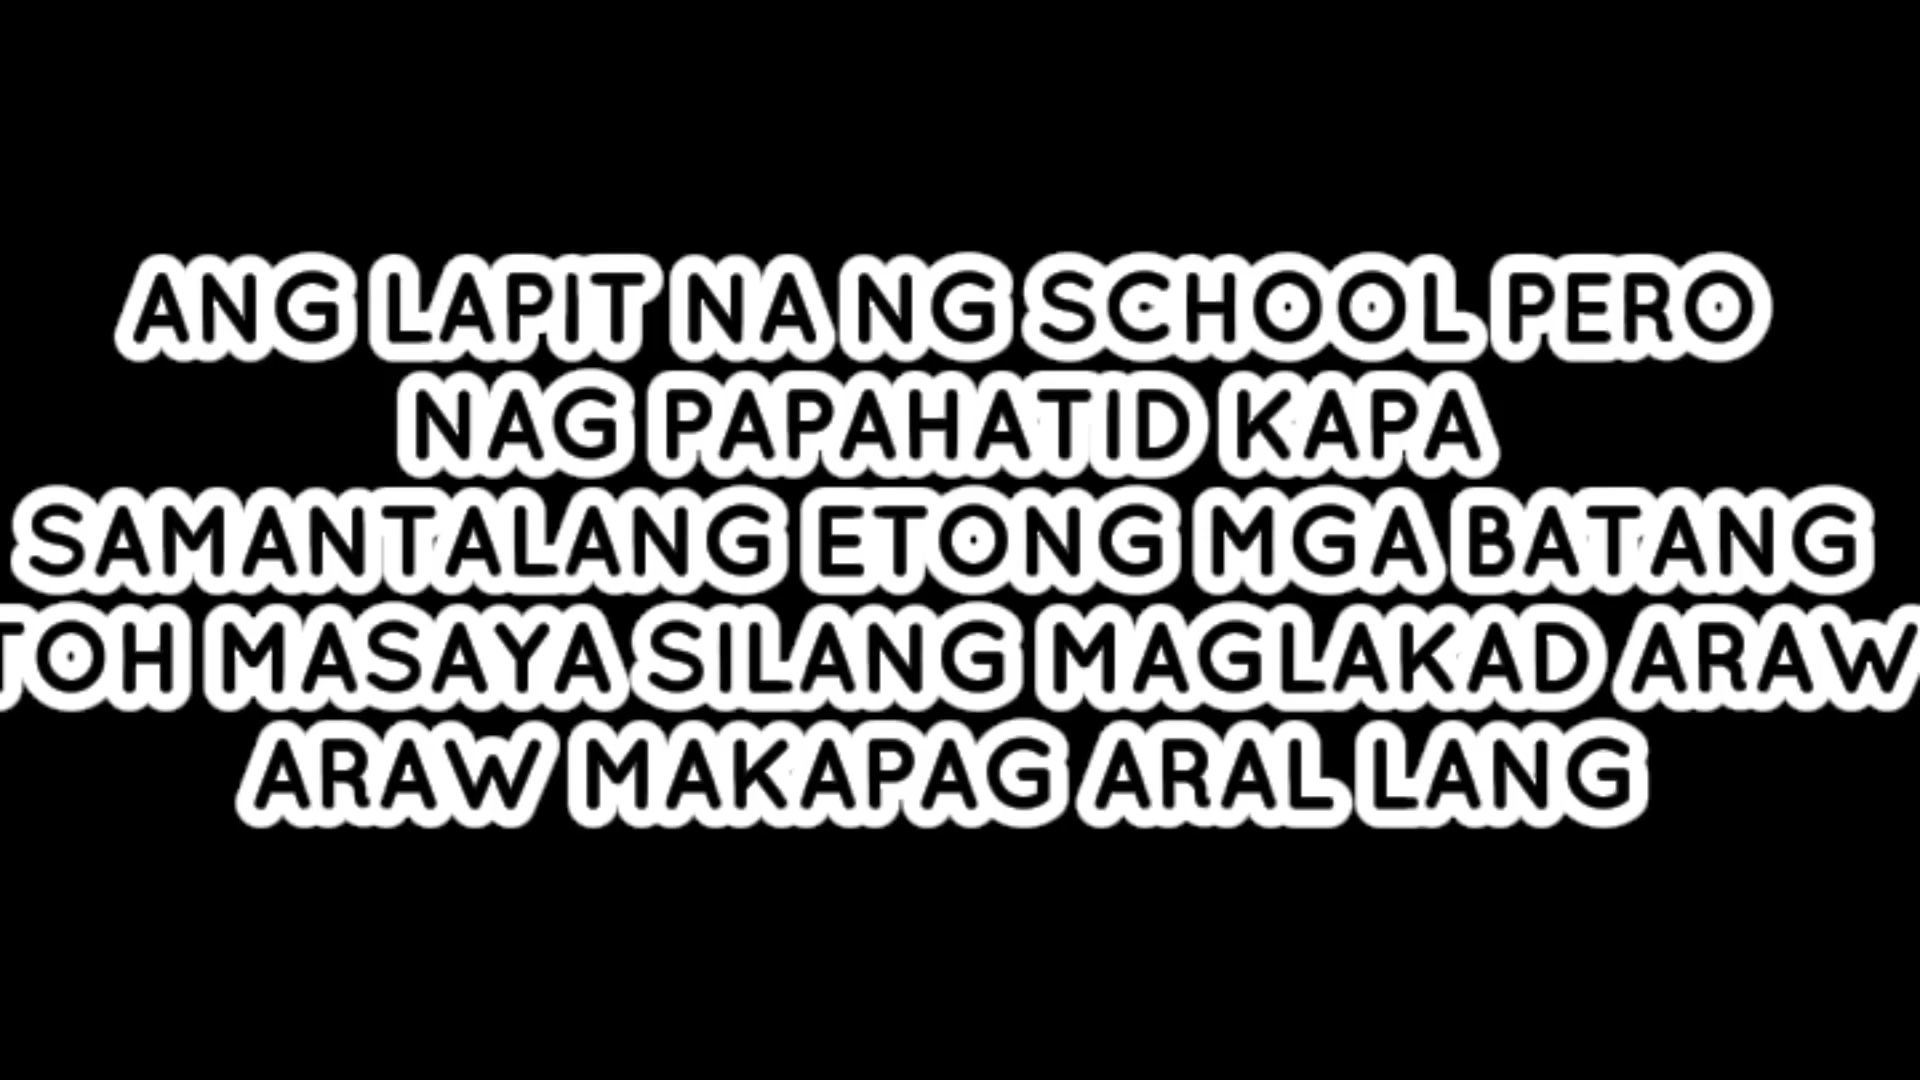 ANG LAPIT NA NG SCHOOL PERO
NAG PAPAHATID KAPA
SAMANTALANG ETONG MGA BATANG
TOH MASAYA SILANG MAGLAKAD ARAW
ARAW MAKAPAG ARAL LANG